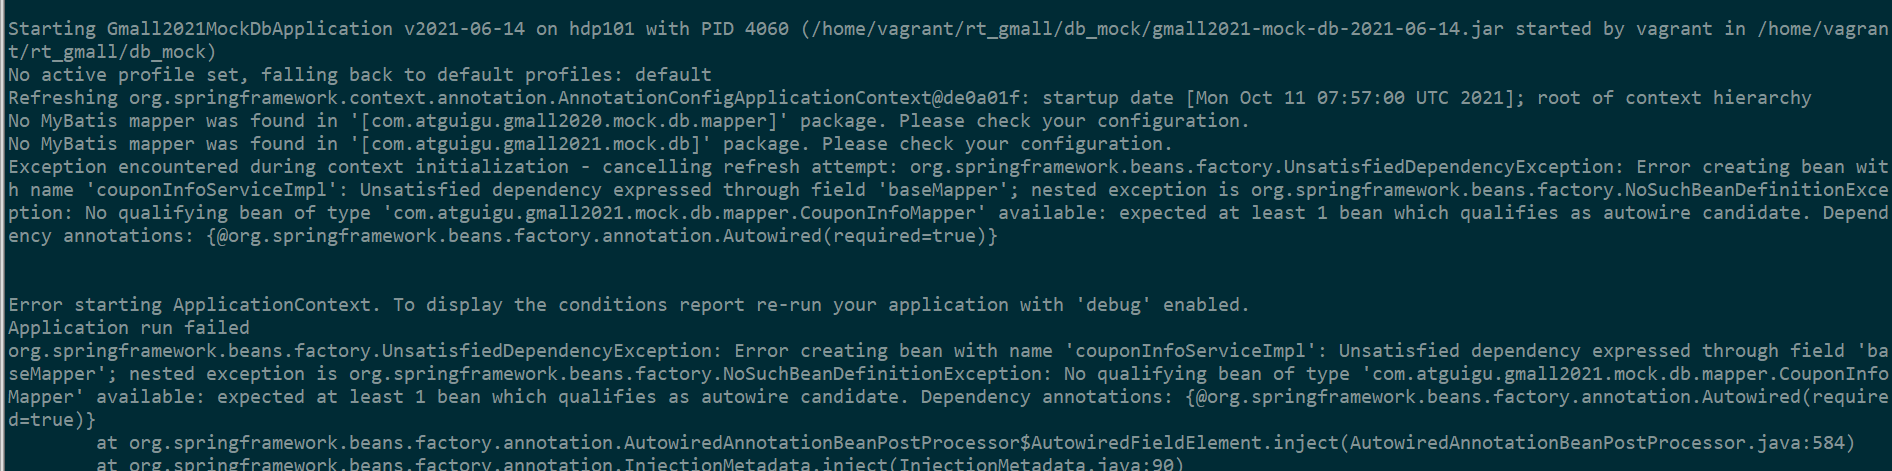 Starting Gmall2021MockDbApplication v2021-06-14 on hdp101 with PID 4060 (/home/vagrant/rt_gmall/db_mock/gmall2021-mock-db-2021-06-14.jar started by vagrant in /home/vagran
t/rt_gmall/db_mock)
No active profile set, falling back to default profiles: default
Refreshing org.springframework.context.annotation.AnnotationConfigApplicationContext@de0a01f: startup date [Mon Oct 11 07:57:00 UTC 2021]; root of context hierarchy
No MyBatis mapper was found in '[com.atguigu.gmall2020.mock.db.mapper]' package. Please check your configuration.
No MyBatis mapper was found in '[com.atguigu.gmall2021.mock.db]' package. Please check your configuration.
Exception encountered during context initialization - cancelling refresh attempt: org.springframework.beans.factory.UnsatisfiedDependencyException: Error creating bean wit
h name 'couponInfoServiceImpl': Unsatisfied dependency expressed through field 'baseMapper'; nested exception is org.springframework.beans.factory.NoSuchBeanDefinitionExce
ption: No qualifying bean of type 'com.atguigu.gmall2021.mock.db.mapper.CouponInfoMapper' available: expected at least 1 bean which qualifies as autowire candidate. Depend
ency annotations: {@org.springframework.beans.factory.annotation.Autowired(required=true)}
Error starting ApplicationContext. To display the conditions report re-run your application with 'debug' enabled.
Application run failed
org.springframework.beans.factory.UnsatisfiedDependencyException: Error creating bean with name 'couponInfoServiceImpl': Unsatisfied dependency expressed through field 'ba
seMapper'; nested exception is org.springframework.beans.factory.NoSuchBeanDefinitionException: No qualifying bean of type 'com.atguigu.gmall2021.mock.db.mapper.CouponInfo
Mapper' available: expected at least 1 bean which qualifies as autowire candidate. Dependency annotations: {@org.springframework.beans.factory.annotation.Autowired(require
d=true)}
at org.springframework.beans.factory.annotation.AutowiredAnnotationBeanPostProcessor$AutowiredFieldElement.inject(AutowiredAnnotationBeanPostProcessor.java:584)
at org.springframework.beans.factory.annotation.InjectionMetadata.inject(InjectionMetadata.java:90)